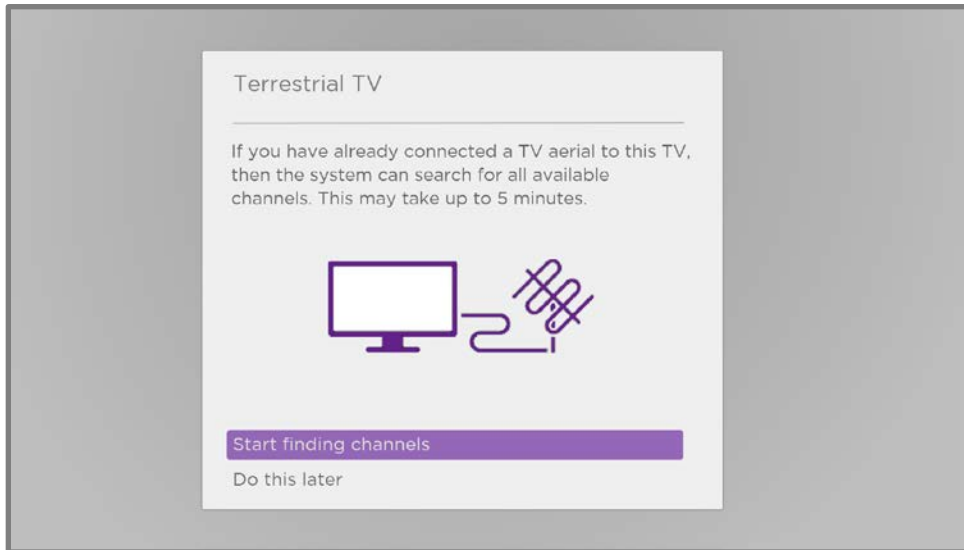 Terrestrial TV
If you have already connected a TV aerial to this TV,
then the system can search for all available
channels. This may take up to 5 minutes.
Start finding channels
Do this later